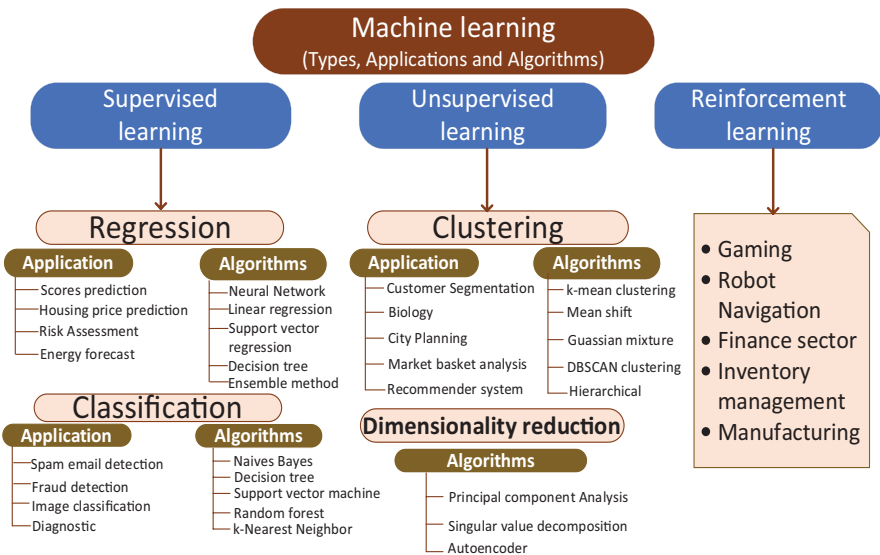 Machine learning
(Types, Applications and Algorithms)
Supervised
learning
Unsupervised
learning
Reinforcement
learning
Regression
Application
Scores prediction
Housing price prediction
Risk Assessment
Energy forecast
Algorithms
Neural Network
Linear regression
Support vector
regression
Decision tree
Ensemble method
Classification
Application
Spam email detection
Fraud detection
Image classification
Diagnostic
Algorithms
Naives Bayes
Decision tree
Support vector machine
Random forest
k-Nearest Neighbor
Clustering
Application
Customer Segmentation
Biology
City Planning
Market basket analysis
Recommender system
Algorithms
k-mean clustering
Mean shift
Guassian mixture
DBSCAN clustering
Hierarchical
Dimensionality reduction
Algorithms
Principal component Analysis
Singular value decomposition
Autoencoder
• Gaming
• Robot
Navigation
• Finance sector
• Inventory
management
• Manufacturing